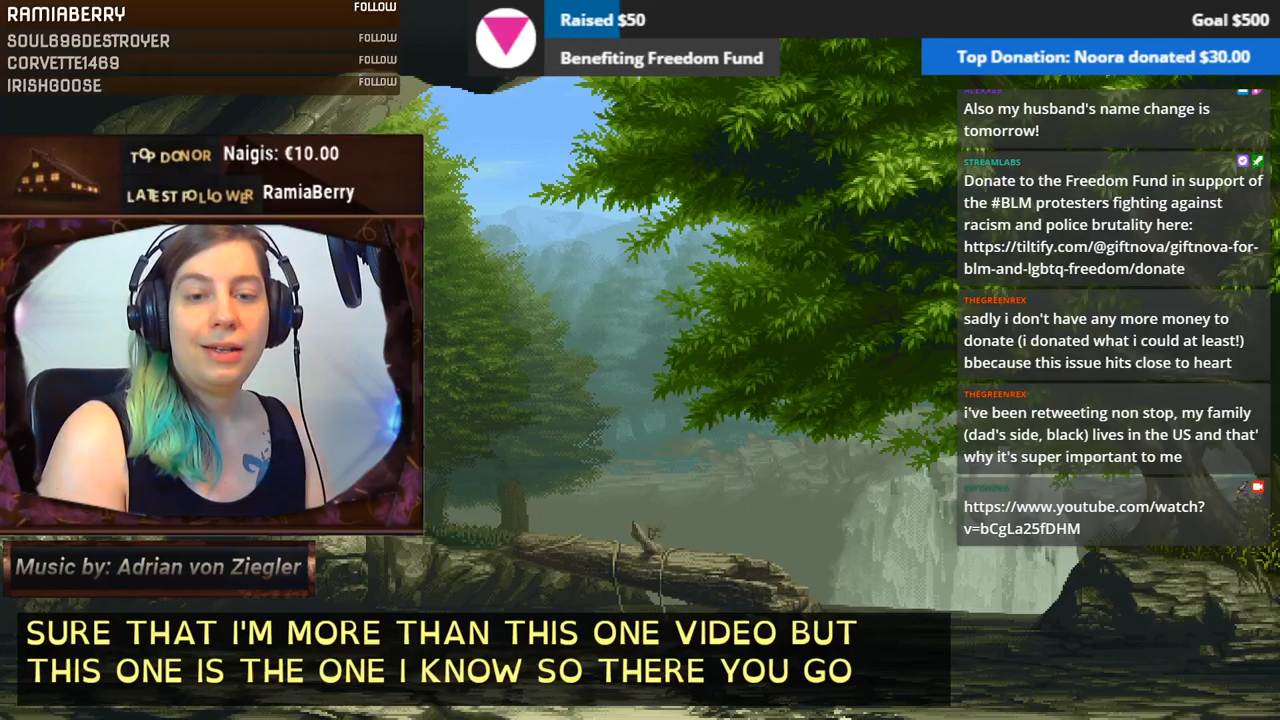 RAMIABERRY FOLLOW
SOUL696DESTROYER FOLLOW
CORVETTE1469 FOLLOW
IRISHGOOSE FOLLOW
Raised $50 Goal $500
Benefiting Freedom Fund
Top Donation: Noora donated $30.00
TOP DONOR Naigis: €10.00
LATEST FOLLOWER RamiaBerry
Also my husband's name change is
tomorrow!
STREAMLABS
Donate to the Freedom Fund in support of
the #BLM protesters fighting against
racism and police brutality here:
https://tiltify.com/@giftnova/giftnova-for-
blm-and-lgbtq-freedom/donate
THEGREENREX
sadly i don't have any more money to
donate (i donated what i could at least!)
bbecause this issue hits close to heart
THEGREENREX
i've been retweeting non stop, my family
(dad's side, black) lives in the US and that'
why it's super important to me
https://www.youtube.com/watch?
v=bCgLa25fDHM
Music by: Adrian von Ziegler
SURE THAT I'M MORE THAN THIS ONE VIDEO BUT
THIS ONE IS THE ONE I KNOW SO THERE YOU GO